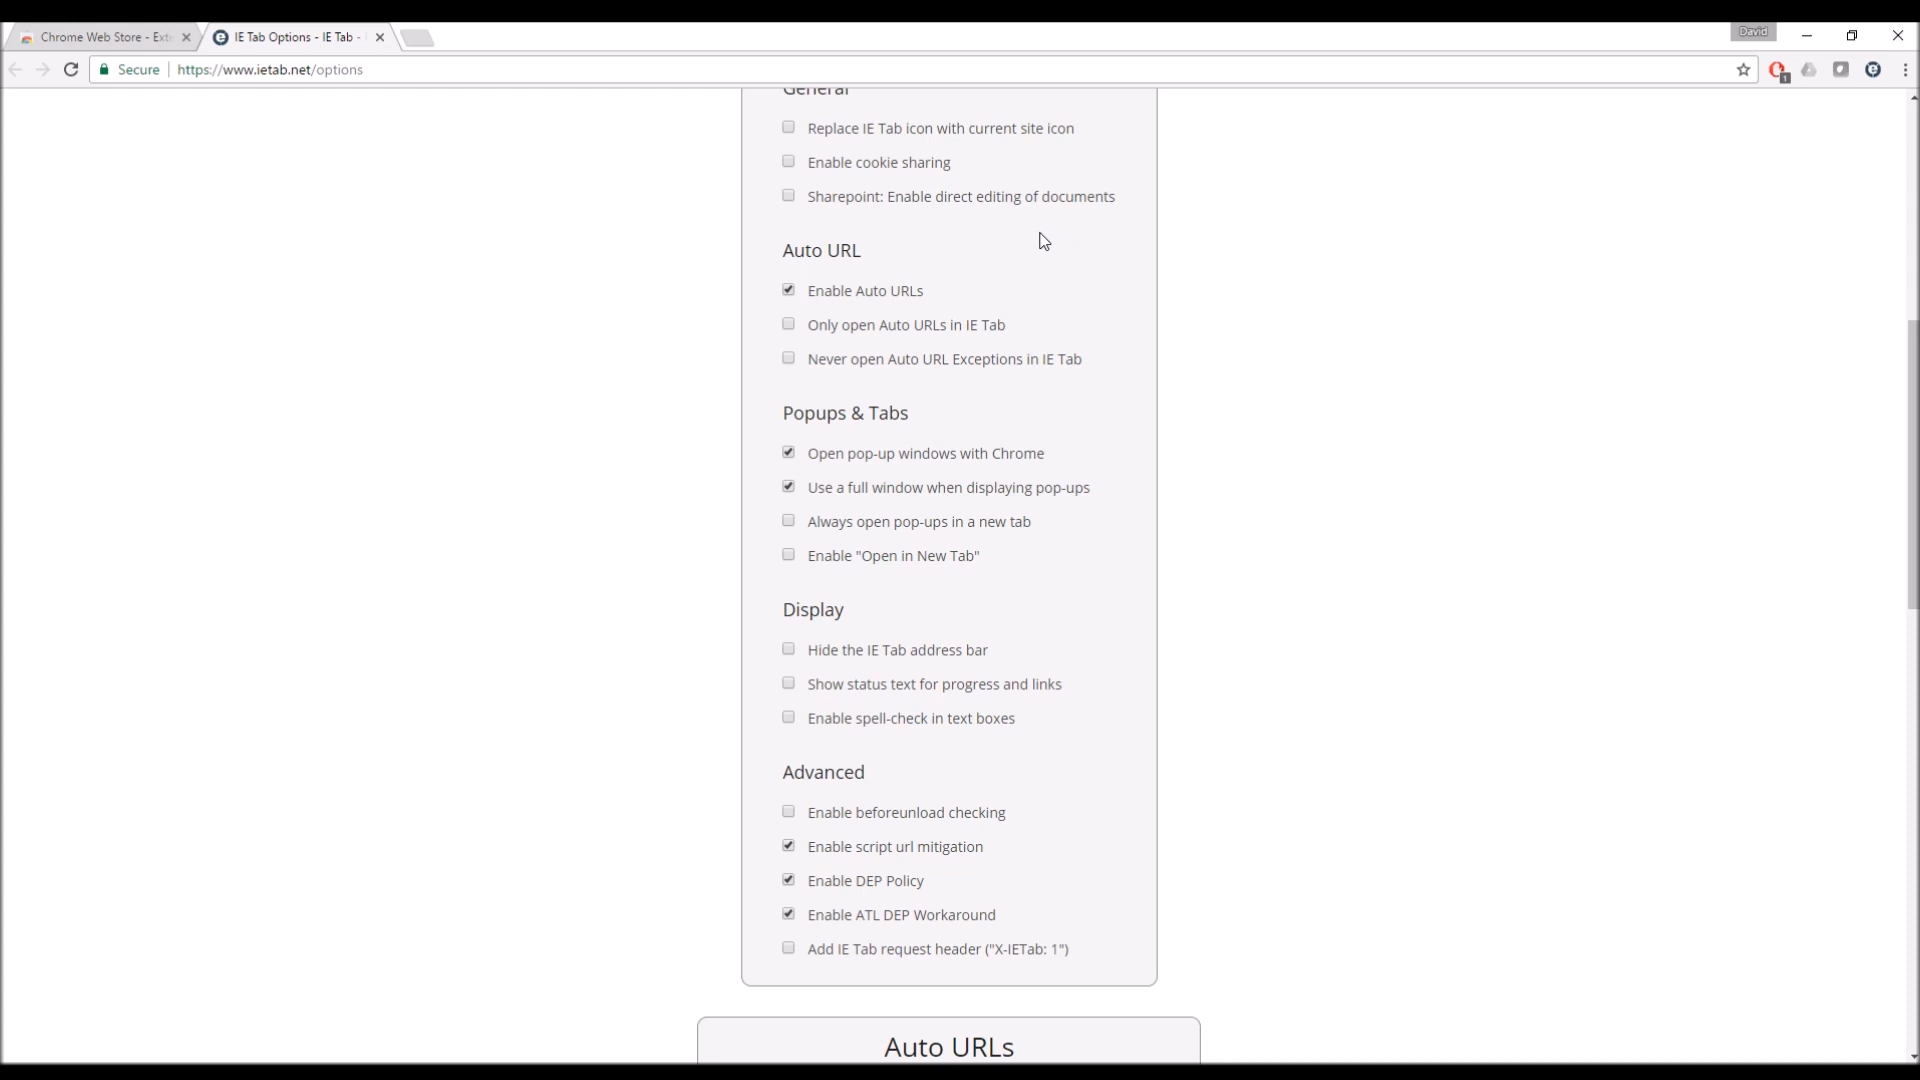 Chrome Web Store - Ext
IE Tab Options - IE Tab -
David
Secure
https://www.ietab.net/options
1
General
Replace IE Tab icon with current site icon
Enable cookie sharing
Sharepoint: Enable direct editing of documents
Auto URL
Enable Auto URLs
Only open Auto URLs in IE Tab
Never open Auto URL Exceptions in IE Tab
Popups & Tabs
Open pop-up windows with Chrome
Use a full window when displaying pop-ups
Always open pop-ups in a new tab
Enable "Open in New Tab"
Display
Hide the IE Tab address bar
Show status text for progress and links
Enable spell-check in text boxes
Advanced
Enable beforeunload checking
Enable script url mitigation
Enable DEP Policy
Enable ATL DEP Workaround
Add IE Tab request header ("X-IETab: 1")
Auto URLs